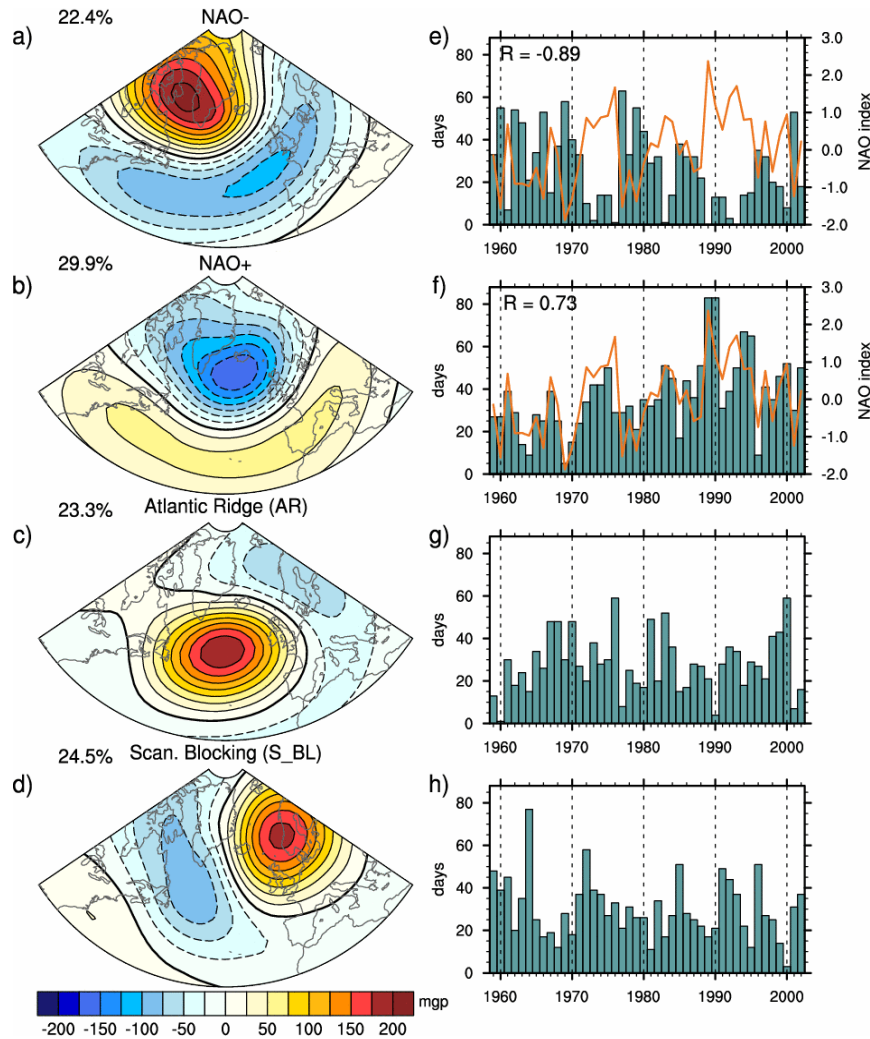 22.4%
NAO-
a)
e)
R = -0.89
80
60
40
20
0
days
3.0
2.0
1.0
0.0
-1.0
-2.0
NAO index
1960 1970 1980 1990 2000
29.9%
NAO+
b)
f)
R = 0.73
80
60
40
20
0
days
3.0
2.0
1.0
0.0
-1.0
-2.0
NAO index
1960 1970 1980 1990 2000
23.3%
Atlantic Ridge (AR)
c)
g)
80
60
40
20
0
days
1960 1970 1980 1990 2000
24.5%
Scan. Blocking (S_BL)
d)
h)
80
60
40
20
0
days
1960 1970 1980 1990 2000
mgp
-200 -150 -100 -50 0 50 100 150 200